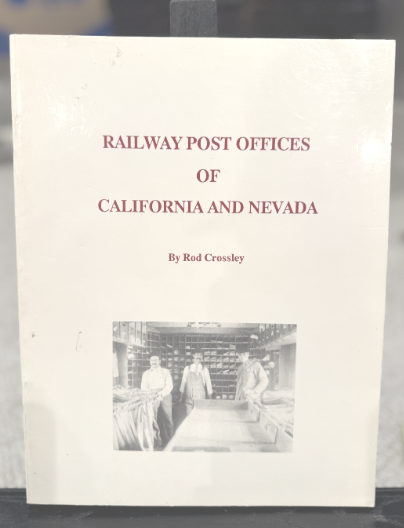 RAILWAY POST OFFICES
OF
CALIFORNIA AND NEVADA
By Rod Crossley